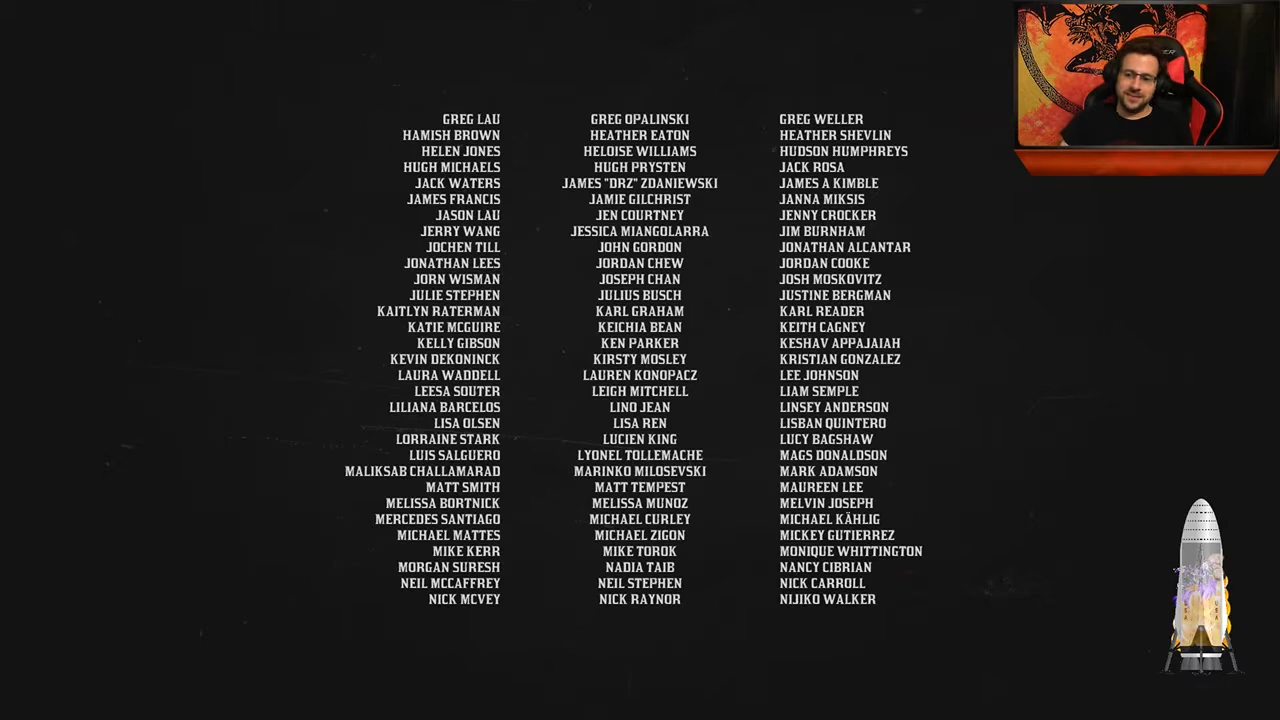 GREG LAU GREG OPALINSKI GREG WELLER
HAMISH BROWN HEATHER EATON HEATHER SHEVLIN
HELEN JONES HELOISE WILLIAMS HUDSON HUMPHREYS
HUGH MICHAELS HUGH PRYSTEN JACK ROSA
JACK WATERS JAMES "DRZ" ZDANIEWSKI JAMES A KIMBLE
JAMES FRANCIS JAMIE GILCHRIST JANNA MIKSIS
JASON LAU JEN COURTNEY JENNY CROCKER
JERRY WANG JESSICA MIANGOLARRA JIM BURNHAM
JOCHEN TILL JOHN GORDON JONATHAN ALCANTAR
JONATHAN LEES JORDAN CHEW JORDAN COOKE
JORN WISMAN JOSEPH CHAN JOSH MOSKOVITZ
JULIE STEPHEN JULIUS BUSCH JUSTINE BERGMAN
KAITLYN RATERMAN KARL GRAHAM KARL READER
KATIE MCGUIRE KEICHIA BEAN KEITH CAGNEY
KELLY GIBSON KEN PARKER KESHAV APPAJAIAH
KEVIN DEKONINCK KIRSTY MOSLEY KRISTIAN GONZALEZ
LAURA WADDELL LAUREN KONOPACZ LEE JOHNSON
LEESA SOUTER LEIGH MITCHELL LIAM SEMPLE
LILIANA BARCELOS LINO JEAN LINSEY ANDERSON
LISA OLSEN LISA REN LISBAN QUINTERO
LORRAINE STARK LUCIEN KING LUCY BAGSHAW
LUIS SALGUERO LYONEL TOLLEMACHE MAGS DONALDSON
MALIKSAB CHALLAMARAD MARINKO MILOSEVSKI MARK ADAMSON
MATT SMITH MATT TEMPEST MAUREEN LEE
MELISSA BORTNICK MELISSA MUNOZ MELVIN JOSEPH
MERCEDES SANTIAGO MICHAEL CURLEY MICHAEL KÄHLIG
MICHAEL MATTES MICHAEL ZIGON MICKEY GUTIERREZ
MIKE KERR MIKE TOROK MONIQUE WHITTINGTON
MORGAN SURESH NADIA TAIB NANCY CIBRIAN
NEIL MCCAFFREY NEIL STEPHEN NICK CARROLL
NICK MCVEY NICK RAYNOR NIJIKO WALKER